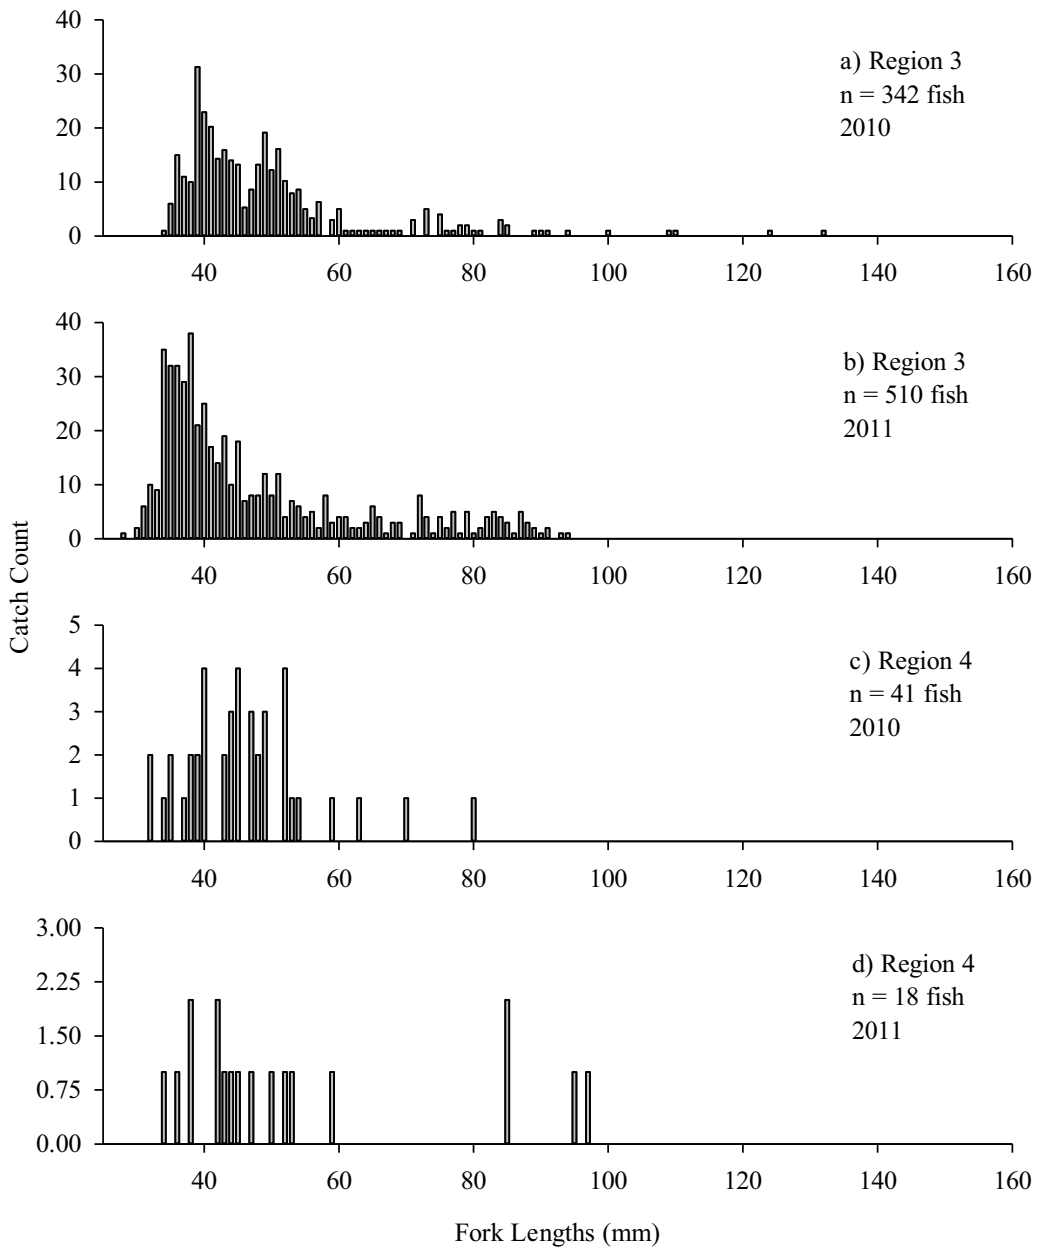 40
30
20
10
0
a) Region 3
n = 342 fish
2010
40 60 80 100 120 140 160
40
30
20
10
0
b) Region 3
n = 510 fish
2011
40 60 80 100 120 140 160
Catch Count
5
4
3
2
1
0
c) Region 4
n = 41 fish
2010
40 60 80 100 120 140 160
3.00
2.25
1.50
0.75
0.00
d) Region 4
n = 18 fish
2011
40 60 80 100 120 140 160
Fork Lengths (mm)